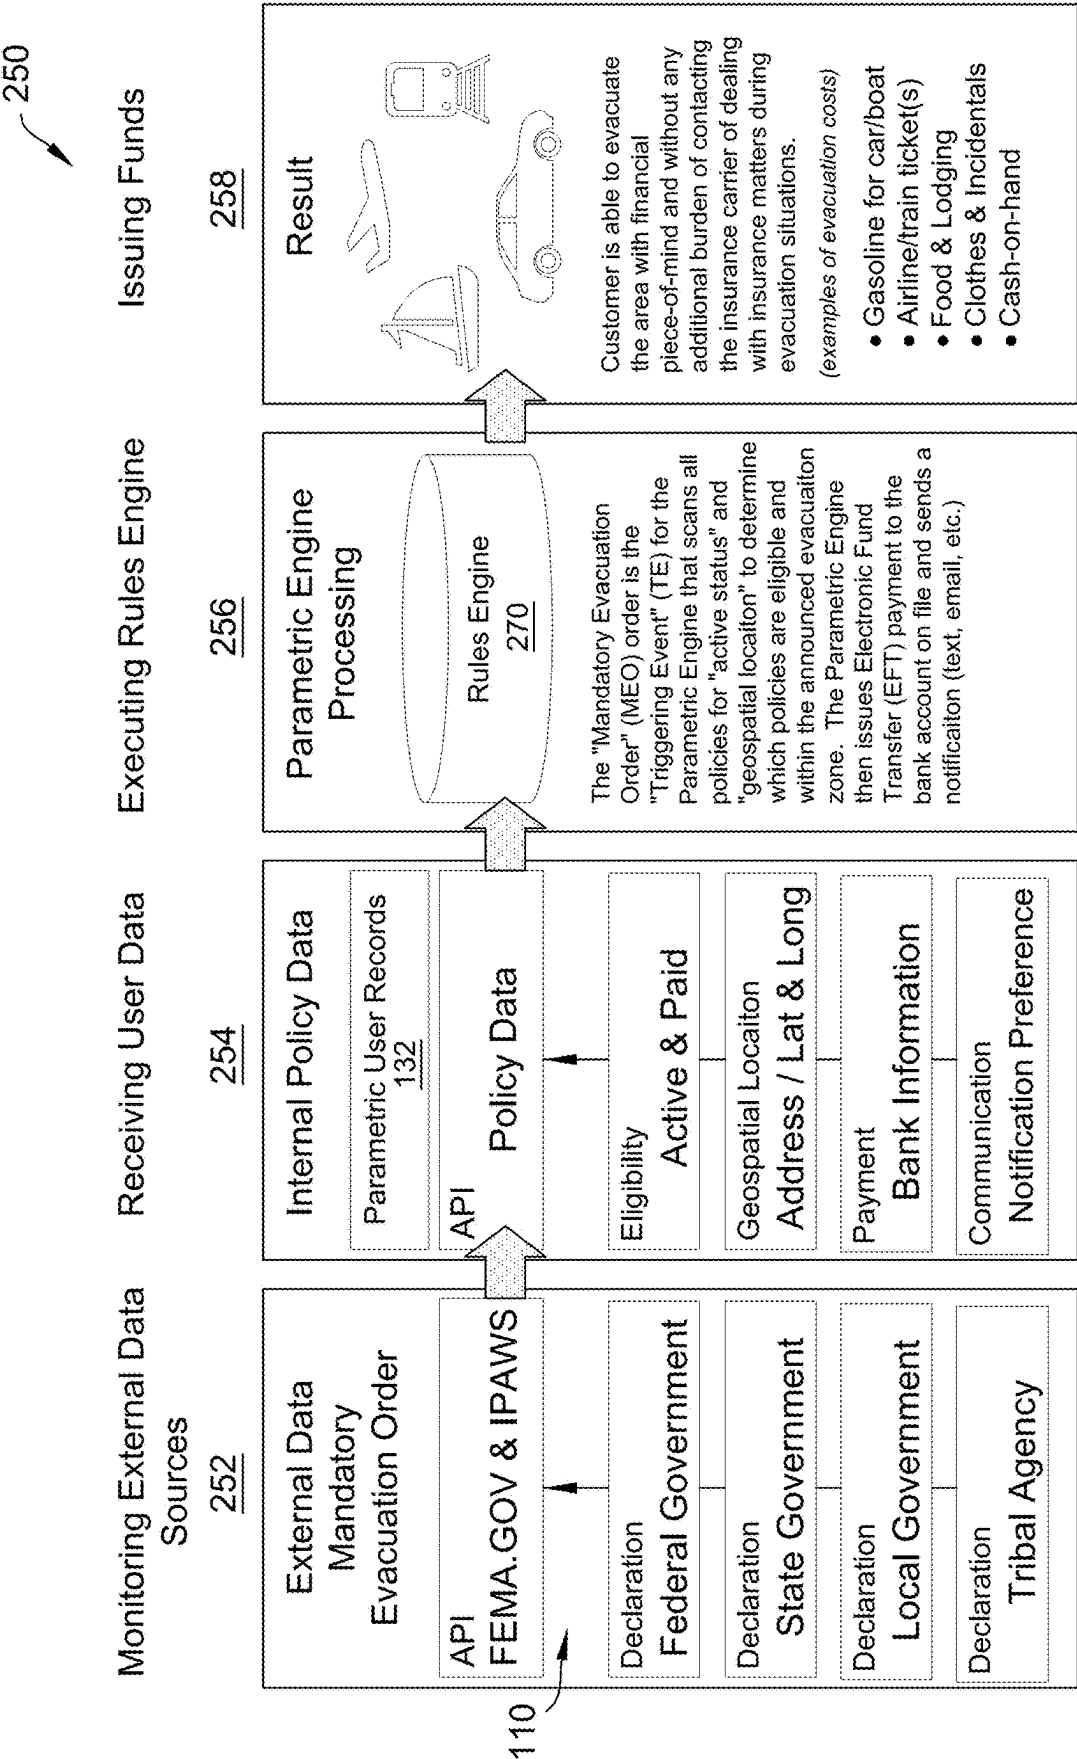 250
Monitoring External Data
Sources
252
External Data
Mandatory
Evacuation Order
API
FEMA.GOV & IPAWS
110
Declaration
Federal Government
Declaration
State Government
Declaration
Local Government
Declaration
Tribal Agency
Receiving User Data
254
Internal Policy Data
Parametric User Records
132
API
Policy Data
Eligibility
Active & Paid
Geospatial Locaiton
Address / Lat & Long
Payment
Bank Information
Communication
Notification Preference
Executing Rules Engine
256
Parametric Engine
Processing
Rules Engine
270
The "Mandatory Evacuation
Order" (MEO) order is the
"Triggering Event" (TE) for the
Parametric Engine that scans all
policies for "active status" and
"geospatial locaiton" to determine
which policies are eligible and
within the announced evacuaiton
zone. The Parametric Engine
then issues Electronic Fund
Transfer (EFT) payment to the
bank account on file and sends a
notificaiton (text, email, etc.)
Issuing Funds
258
Result
Customer is able to evacuate
the area with financial
piece-of-mind and without any
additional burden of contacting
the insurance carrier of dealing
with insurance matters during
evacuation situations.
(examples of evacuation costs)
• Gasoline for car/boat
• Airline/train ticket(s)
• Food & Lodging
• Clothes & Incidentals
• Cash-on-hand